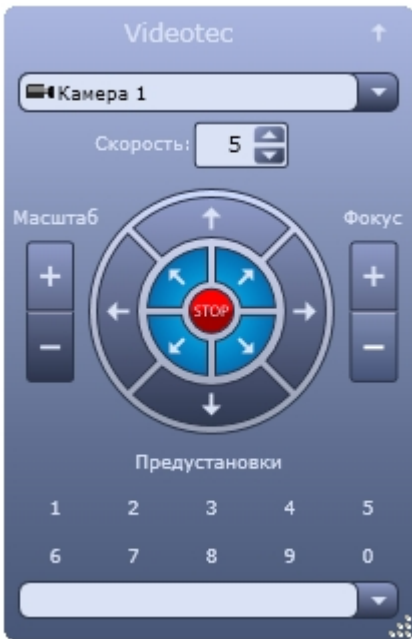 Videotec
Камера 1
Скорость: 5
Масштаб
Фокус
STOP
Предустановки
1 2 3 4 5
6 7 8 9 0